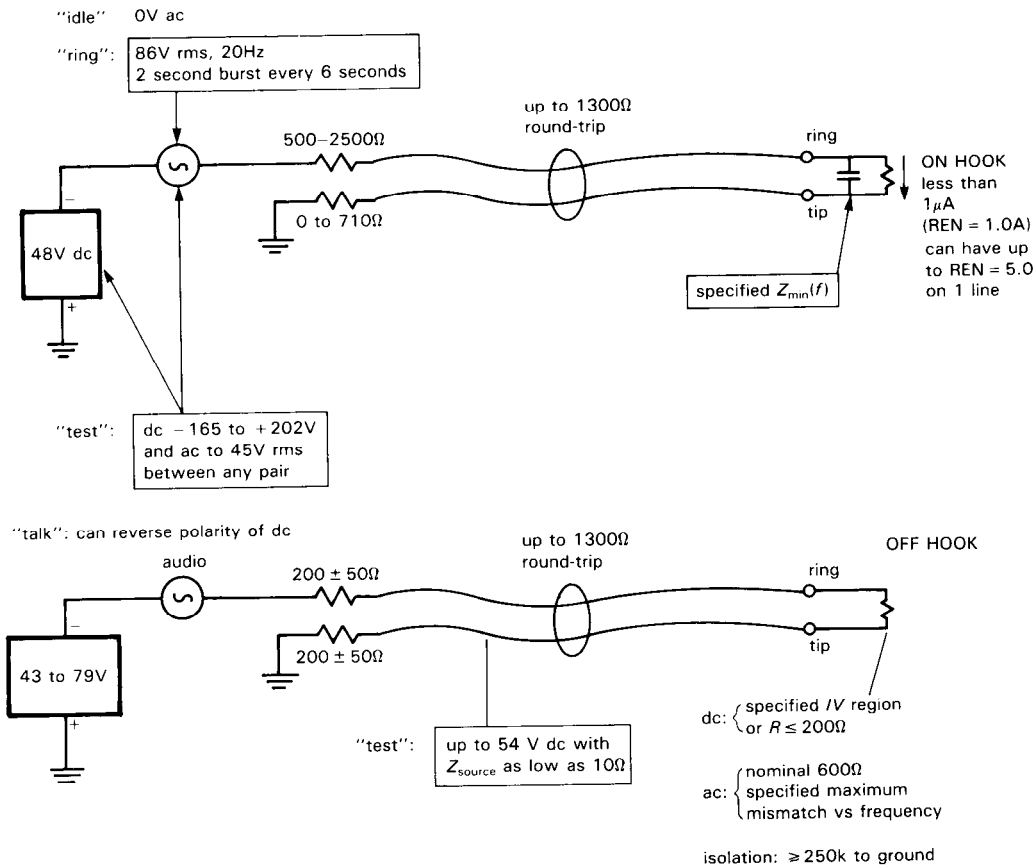 "idle" 0V ac
"ring":
86V rms, 20Hz
2 second burst every 6 seconds
up to 1300Ω
round-trip
500–2500Ω
ring
0 to 710Ω
tip
ON HOOK
less than
1μA
(REN = 1.0A)
can have up
to REN = 5.0
on 1 line
−
48V dc
+
specified Zmin(f)
"test":
dc −165 to +202V
and ac to 45V rms
between any pair
"talk": can reverse polarity of dc
audio
up to 1300Ω
round-trip
OFF HOOK
200 ± 50Ω
ring
−
43 to 79V
+
200 ± 50Ω
tip
"test":
up to 54 V dc with
Zsource as low as 10Ω
dc: { specified IV region
or R ≤ 200Ω
ac: { nominal 600Ω
specified maximum
mismatch vs frequency
isolation: ≥ 250k to ground